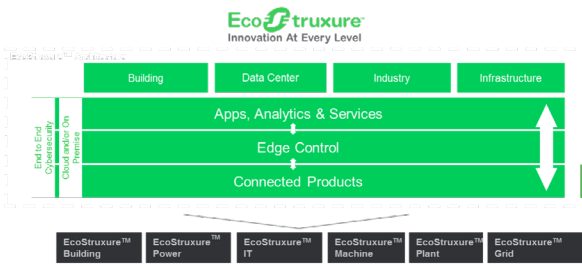 EcoStruxure™
Innovation At Every Level
Building
Data Center
Industry
Infrastructure
End to End
Cybersecurity
Cloud and/or On
Premise
Apps, Analytics & Services
Edge Control
Connected Products
EcoStruxure™
Building
EcoStruxure™
Power
EcoStruxure™
IT
EcoStruxure™
Machine
EcoStruxure™
Plant
EcoStruxure™
Grid